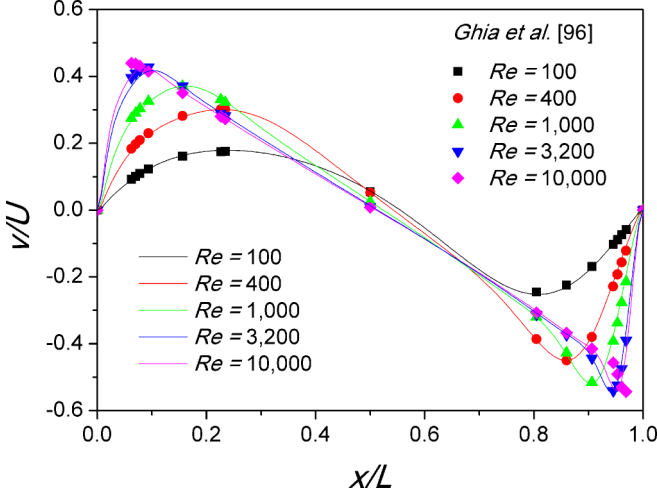 0.6
0.4
0.2
0.0
-0.2
-0.4
-0.6
v/U
Ghia et al. [96]
Re = 100
Re = 400
Re = 1,000
Re = 3,200
Re = 10,000
Re = 100
Re = 400
Re = 1,000
Re = 3,200
Re = 10,000
0.0 0.2 0.4 0.6 0.8 1.0
x/L